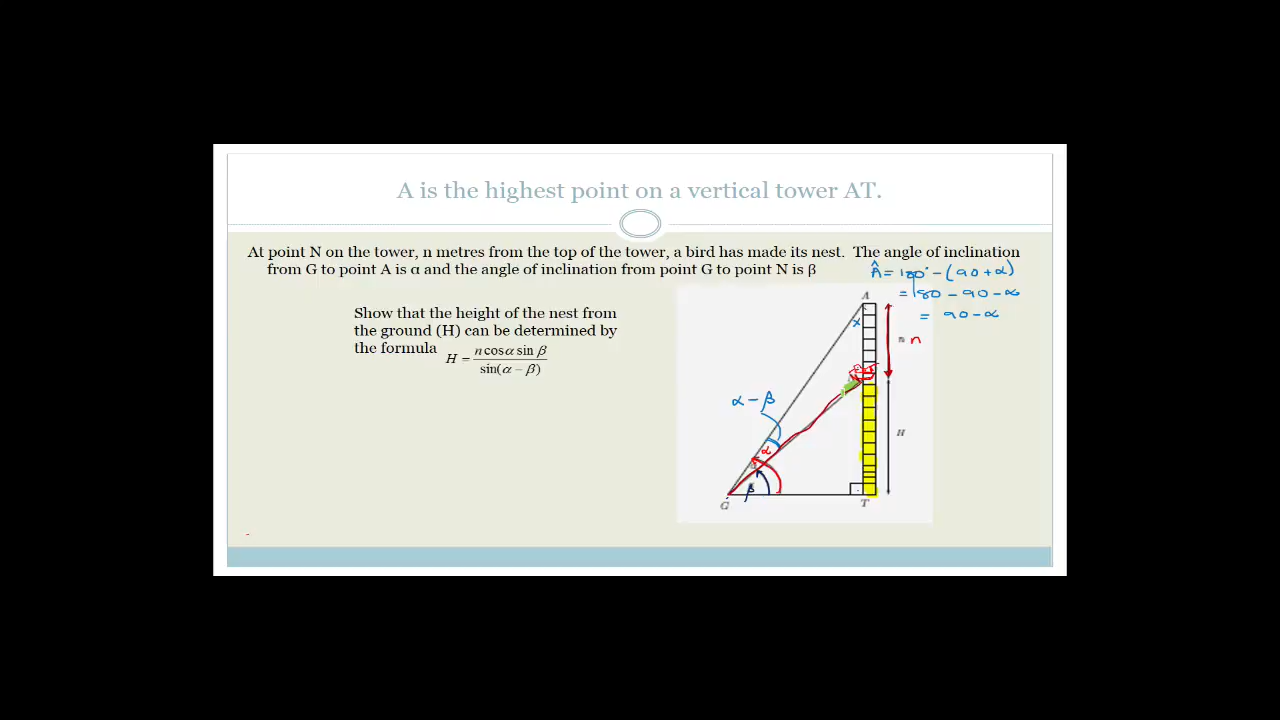 A is the highest point on a vertical tower AT.
At point N on the tower, n metres from the top of the tower, a bird has made its nest. The angle of inclination
from G to point A is α and the angle of inclination from point G to point N is β
Â = 180° - (90 + α)
= 180 - 90 - α
= 90 - α
Show that the height of the nest from
the ground (H) can be determined by
the formula H = n cos α sin β / sin(α − β)
A
x
n n
α - β
H
α
β
G
T